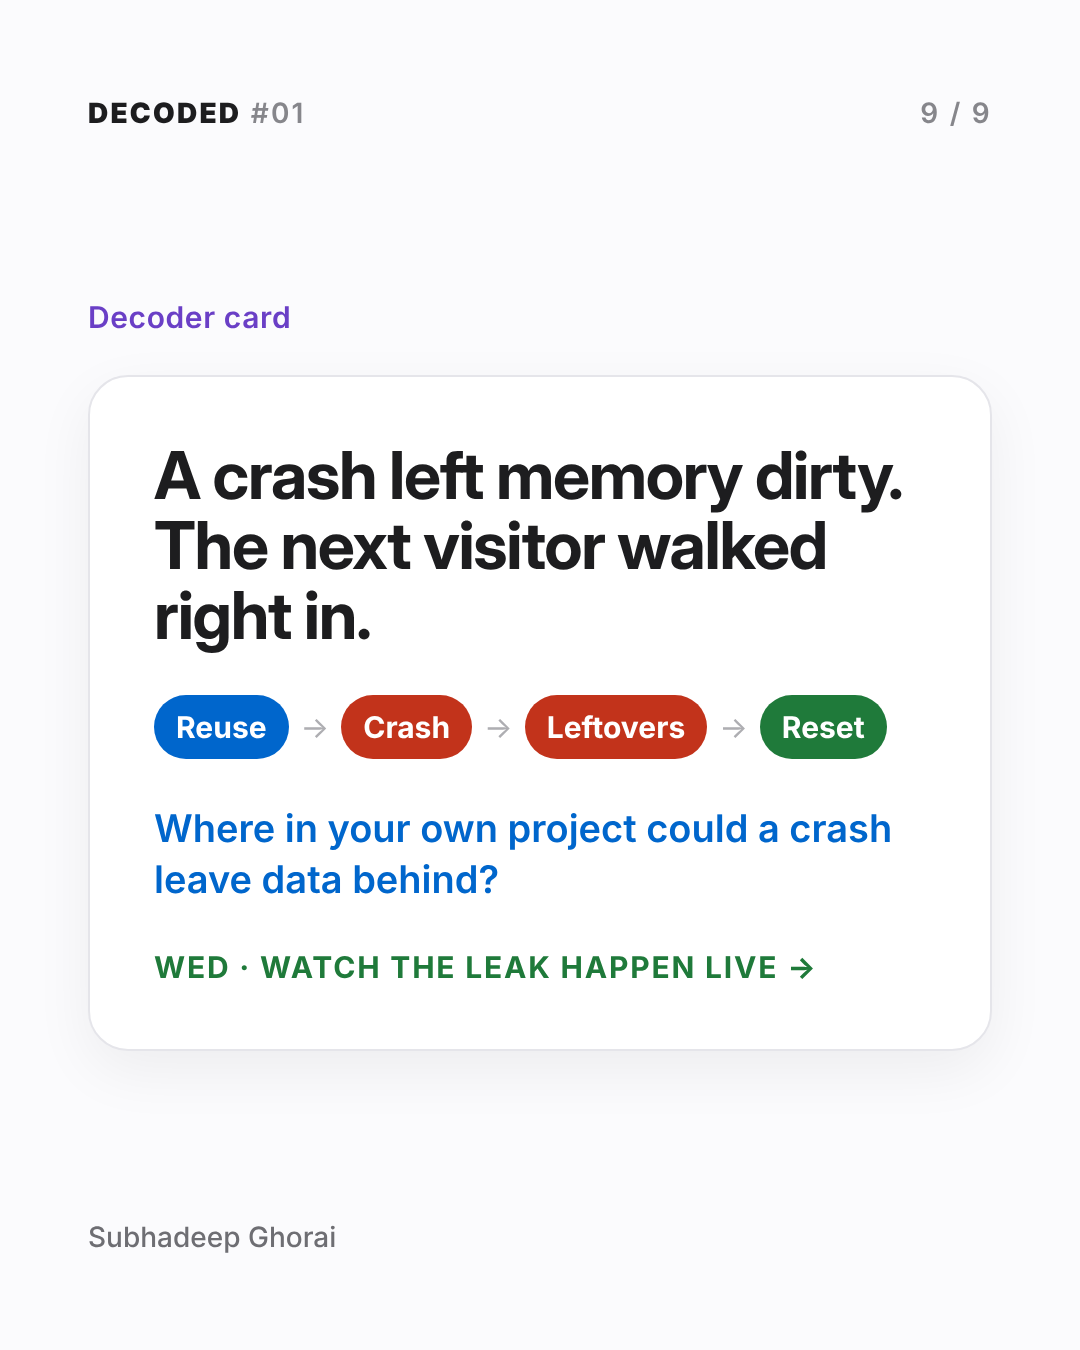 DECODED #01
9 / 9
Decoder card
A crash left memory dirty.
The next visitor walked
right in.
Reuse → Crash → Leftovers → Reset
Where in your own project could a crash
leave data behind?
WED · WATCH THE LEAK HAPPEN LIVE →
Subhadeep Ghorai